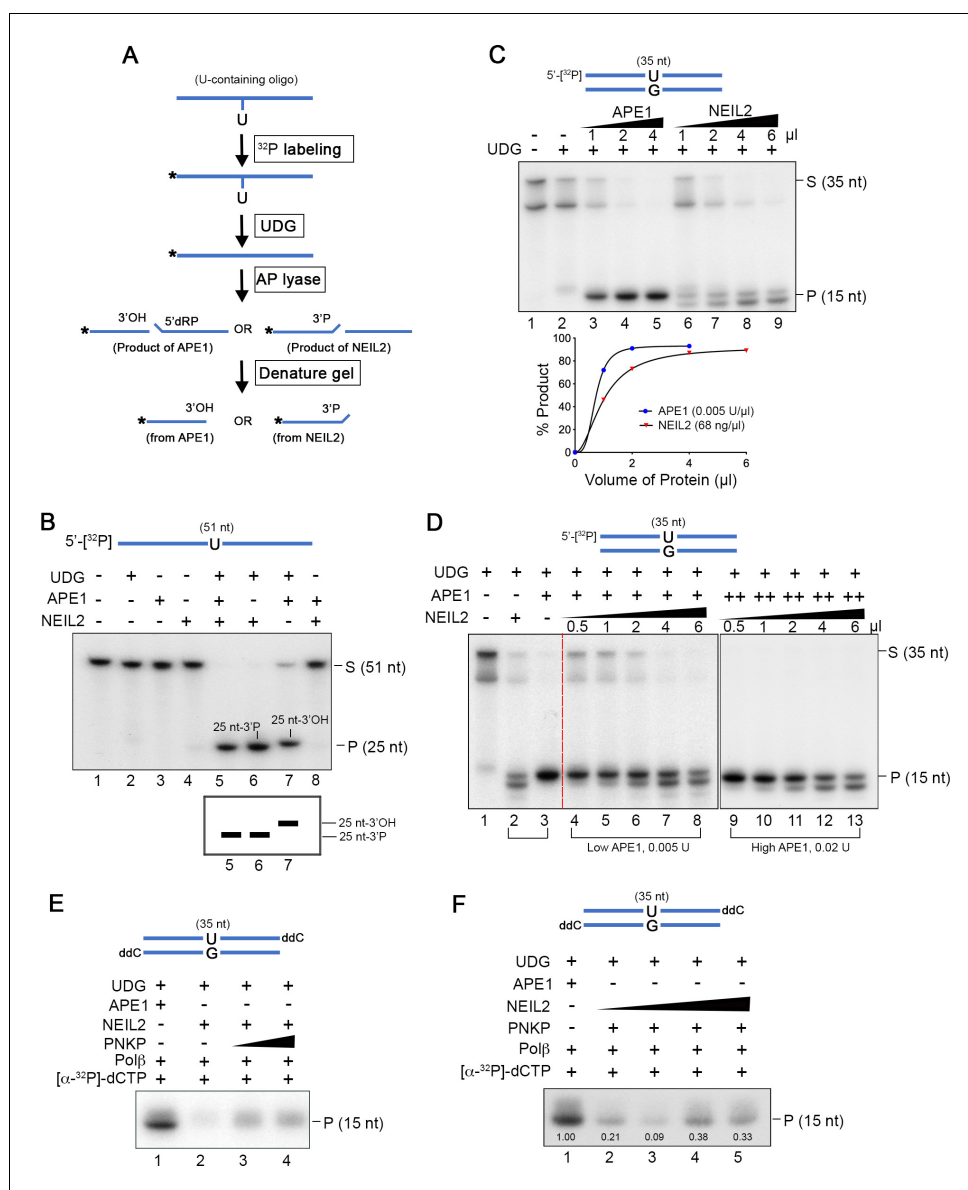 A
(U-containing oligo)
U
32P labeling
*
U
UDG
*
AP lyase
3'OH 5'dRP 3'P
* OR *
(Product of APE1) (Product of NEIL2)
Denature gel
3'OH 3'P
* OR *
(from APE1) (from NEIL2)
B
(51 nt)
5'-[32P] U
UDG - + - - + + + -
APE1 - - + - + - + +
NEIL2 - - - + + + - +
S (51 nt)
25 nt-3'P 25 nt-3'OH
P (25 nt)
1 2 3 4 5 6 7 8
25 nt-3'OH
25 nt-3'P
5 6 7
C
(35 nt)
5'-[32P] U
G
APE1 NEIL2
- - 1 2 4 1 2 4 6 µl
UDG - + + + + + + + +
S (35 nt)
P (15 nt)
1 2 3 4 5 6 7 8 9
100
80
60
40
20
0
% Product
APE1 (0.005 U/µl)
NEIL2 (68 ng/µl)
0 2 4 6
Volume of Protein (µl)
D
(35 nt)
5'-[32P] U
G
UDG + + + + + + + + + + + + +
APE1 - - + + + + + + ++ ++ ++ ++ ++
NEIL2 - + - 0.5 1 2 4 6 0.5 1 2 4 6 µl
S (35 nt)
P (15 nt)
1 2 3 4 5 6 7 8 9 10 11 12 13
Low APE1, 0.005 U High APE1, 0.02 U
E
(35 nt)
U ddC
ddC G
UDG + + + +
APE1 + - - -
NEIL2 - + + +
PNKP - -
Polβ + + + +
[α-32P]-dCTP + + + +
P (15 nt)
1 2 3 4
F
(35 nt)
U ddC
ddC G
UDG + + + + +
APE1 + - - - -
NEIL2 -
PNKP - + + + +
Polβ + + + + +
[α-32P]-dCTP + + + + +
P (15 nt)
1.00 0.21 0.09 0.38 0.33
1 2 3 4 5